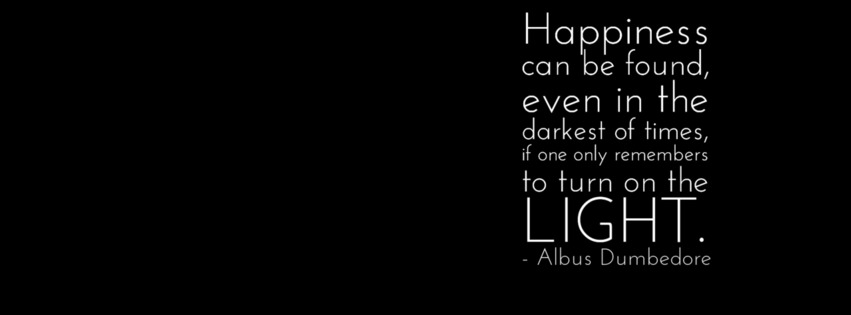 Happiness
can be found,
even in the
darkest of times,
if one only remembers
to turn on the
LIGHT.
- Albus Dumbedore